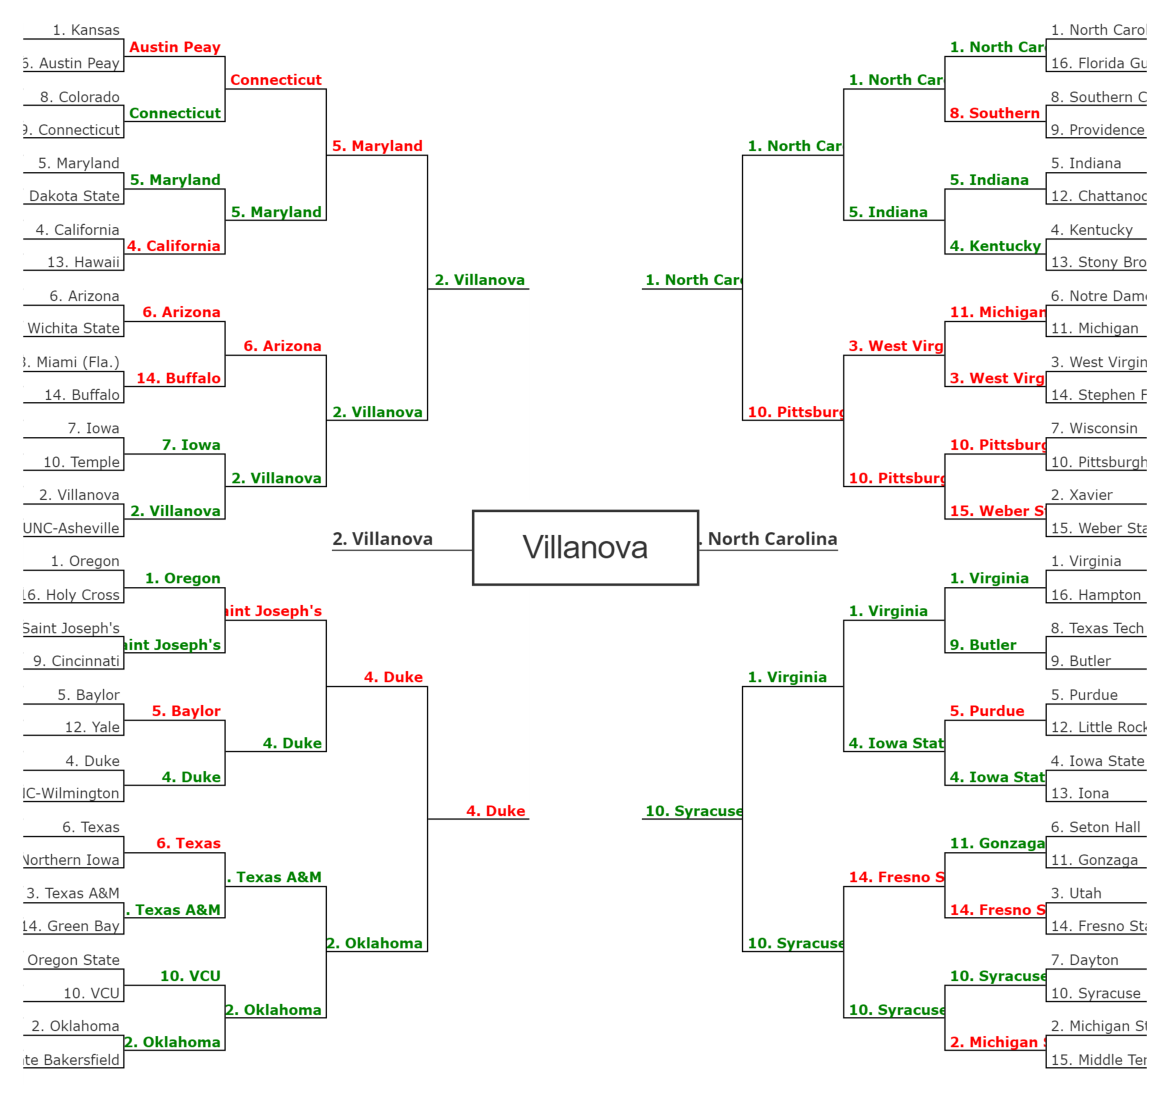 1. Kansas
6. Austin Peay
8. Colorado
9. Connecticut
5. Maryland
Dakota State
4. California
13. Hawaii
6. Arizona
Wichita State
3. Miami (Fla.)
14. Buffalo
7. Iowa
10. Temple
2. Villanova
UNC-Asheville
1. Oregon
16. Holy Cross
Saint Joseph's
9. Cincinnati
5. Baylor
12. Yale
4. Duke
NC-Wilmington
6. Texas
Northern Iowa
3. Texas A&M
14. Green Bay
Oregon State
10. VCU
2. Oklahoma
te Bakersfield
Austin Peay
Connecticut
5. Maryland
4. California
6. Arizona
14. Buffalo
7. Iowa
2. Villanova
1. Oregon
aint Joseph's
5. Baylor
4. Duke
6. Texas
. Texas A&M
10. VCU
2. Oklahoma
Connecticut
5. Maryland
6. Arizona
2. Villanova
aint Joseph's
4. Duke
. Texas A&M
2. Oklahoma
5. Maryland
2. Villanova
4. Duke
2. Oklahoma
2. Villanova
4. Duke
2. Villanova
Villanova
. North Carolina
1. North Car
10. Syracuse
1. North Car
10. Pittsburg
1. Virginia
10. Syracuse
1. North Car
5. Indiana
3. West Virg
10. Pittsburg
1. Virginia
4. Iowa Stat
14. Fresno S
10. Syracuse
1. North Car
8. Southern
5. Indiana
4. Kentucky
11. Michigan
3. West Virg
10. Pittsburg
15. Weber S
1. Virginia
9. Butler
5. Purdue
4. Iowa Stat
11. Gonzaga
14. Fresno S
10. Syracuse
2. Michigan S
1. North Carol
16. Florida Gu
8. Southern C
9. Providence
5. Indiana
12. Chattanoo
4. Kentucky
13. Stony Bro
6. Notre Dame
11. Michigan
3. West Virgin
14. Stephen F
7. Wisconsin
10. Pittsburgh
2. Xavier
15. Weber Sta
1. Virginia
16. Hampton
8. Texas Tech
9. Butler
5. Purdue
12. Little Rock
4. Iowa State
13. Iona
6. Seton Hall
11. Gonzaga
3. Utah
14. Fresno Sta
7. Dayton
10. Syracuse
2. Michigan St
15. Middle Ten